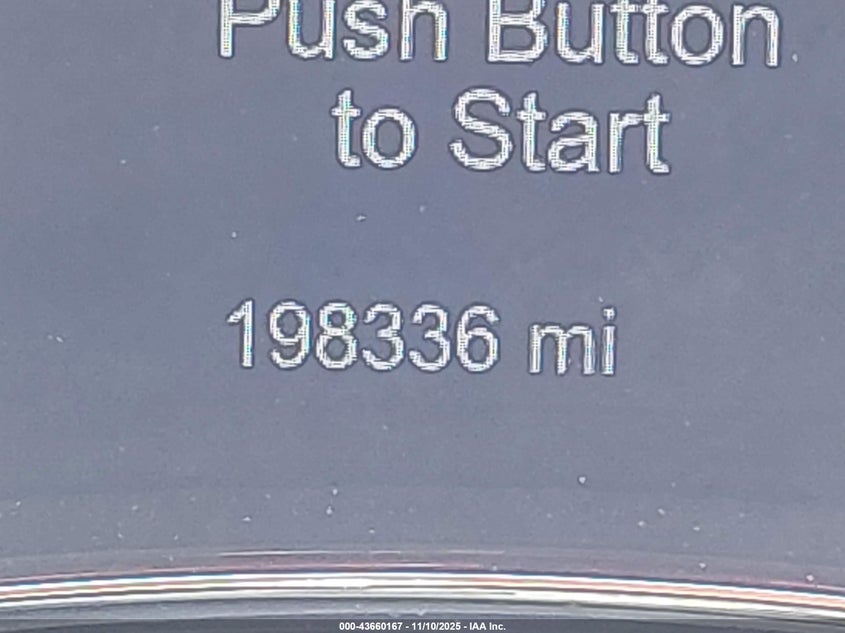 Push Button
to Start
198336 mi
000-43660167 - 11/10/2025 - IAA Inc.